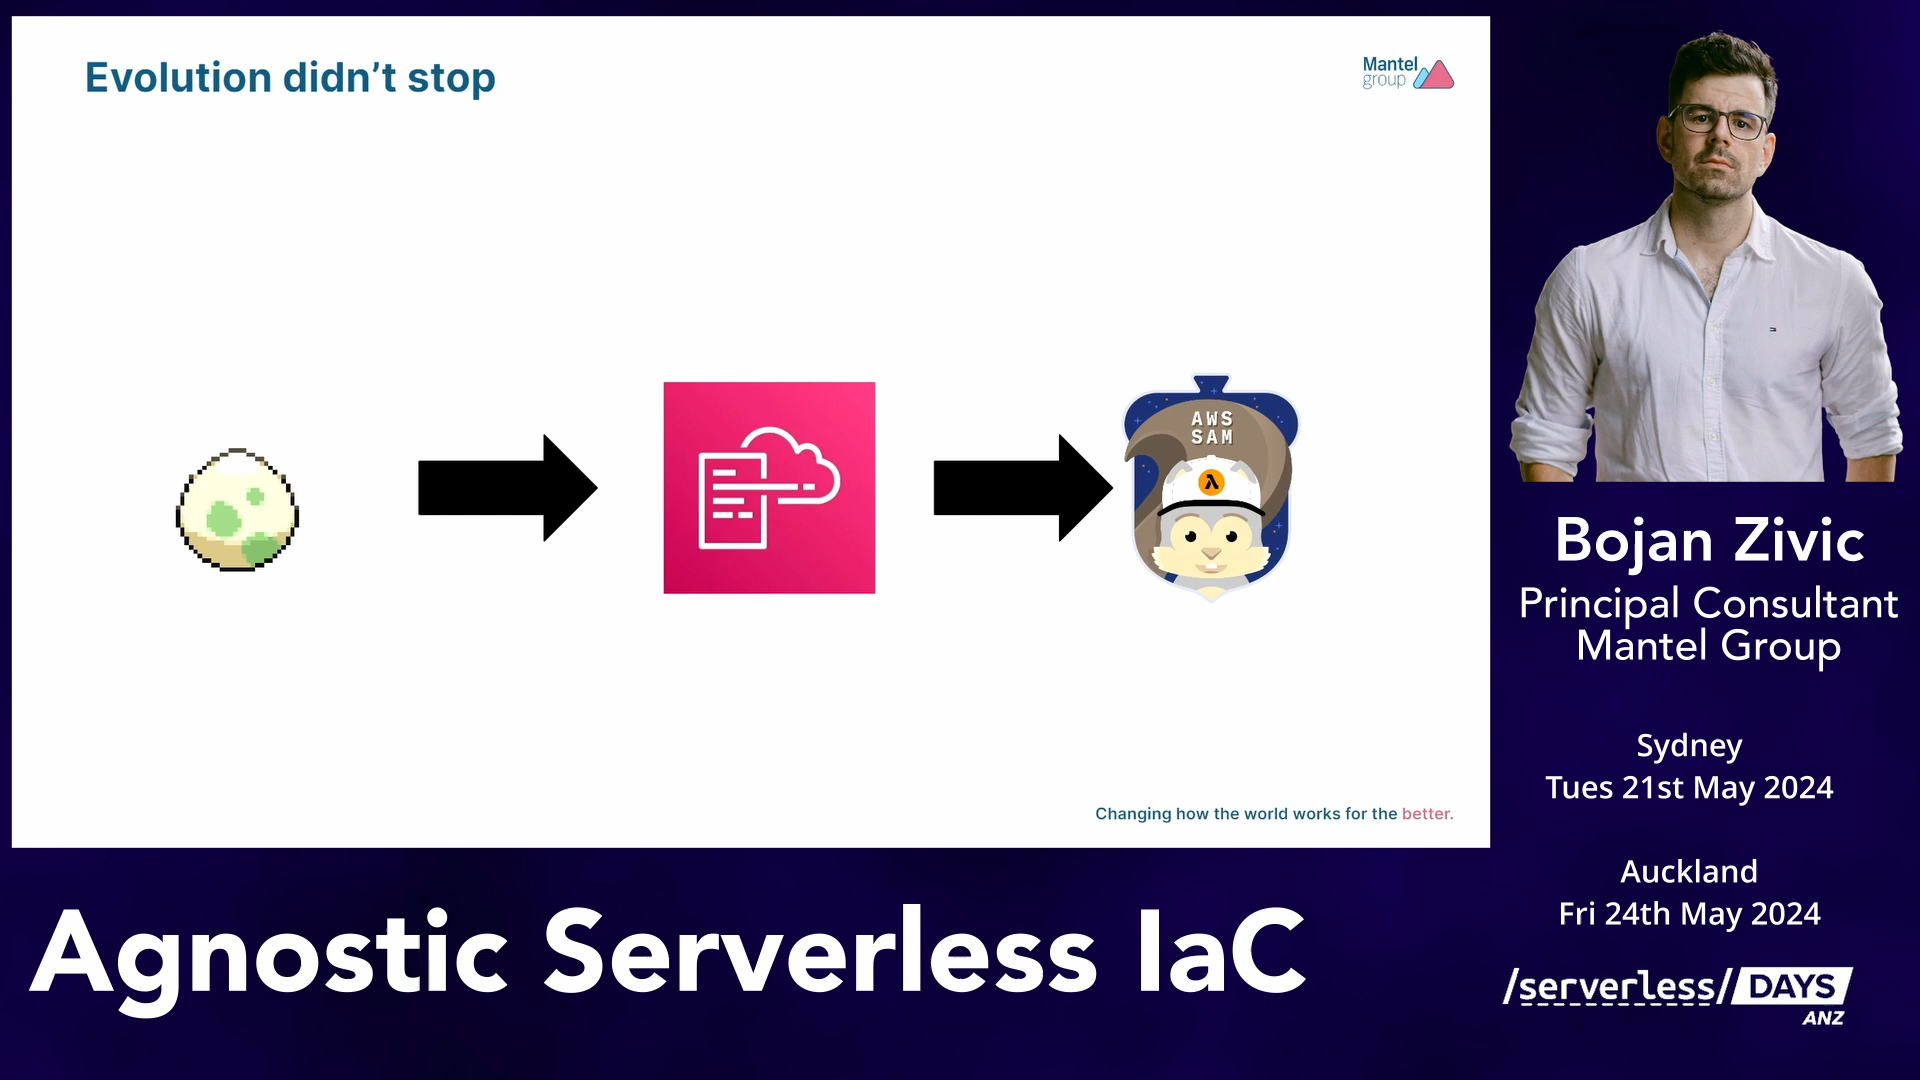 Evolution didn’t stop
Mantel
group
AWS
SAM
λ
Changing how the world works for the better.
Bojan Zivic
Principal Consultant
Mantel Group
Sydney
Tues 21st May 2024
Auckland
Fri 24th May 2024
Agnostic Serverless IaC
/serverless/DAYS
ANZ